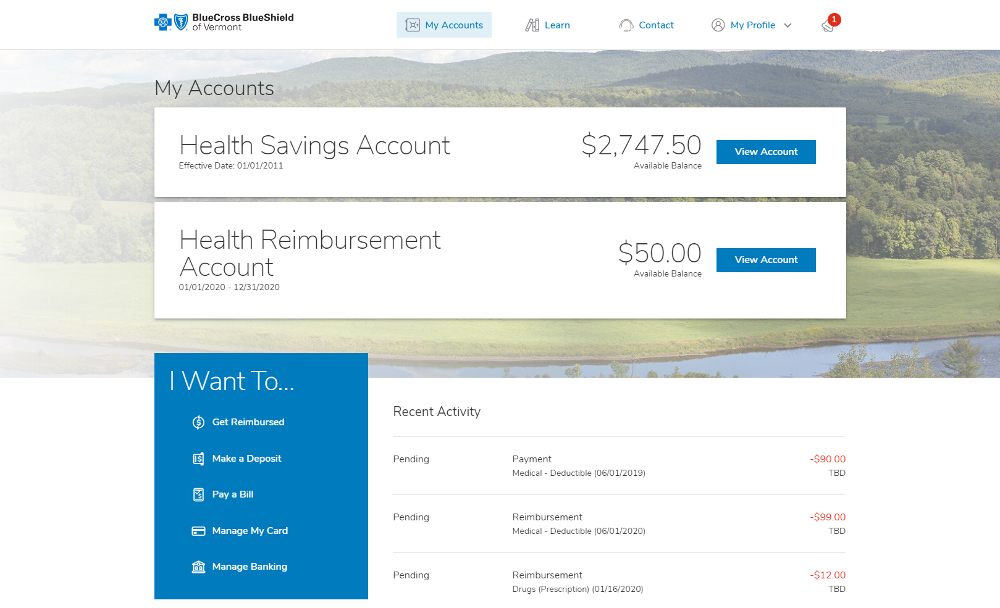 BlueCross BlueShield
of Vermont
My Accounts
Learn
Contact
My Profile
1
My Accounts
Health Savings Account
Effective Date: 01/01/2011
$2,747.50
Available Balance
View Account
Health Reimbursement
Account
01/01/2020 - 12/31/2020
$50.00
Available Balance
View Account
I Want To...
Get Reimbursed
Make a Deposit
Pay a Bill
Manage My Card
Manage Banking
Recent Activity
Pending
Payment
Medical - Deductible (06/01/2019)
-$90.00
TBD
Pending
Reimbursement
Medical - Deductible (06/01/2020)
-$99.00
TBD
Pending
Reimbursement
Drugs (Prescription) (01/16/2020)
-$12.00
TBD